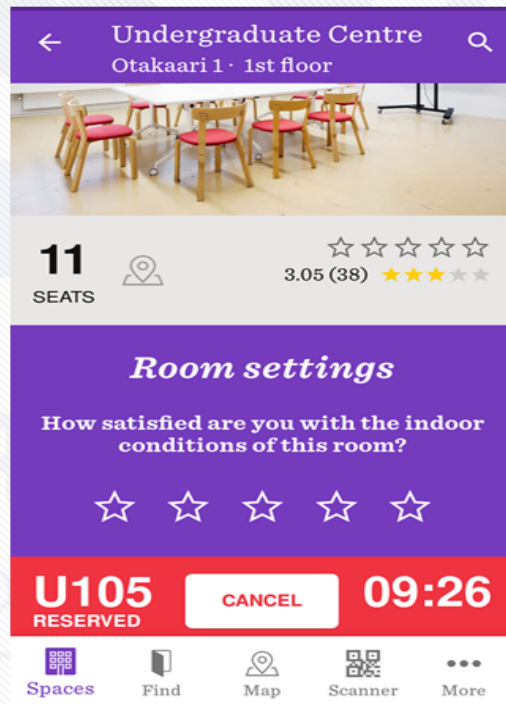 Undergraduate Centre
Otakaari 1 · 1st floor
11
SEATS
3.05 (38)
Room settings
How satisfied are you with the indoor
conditions of this room?
U105
RESERVED
CANCEL
09:26
Spaces
Find
Map
Scanner
More